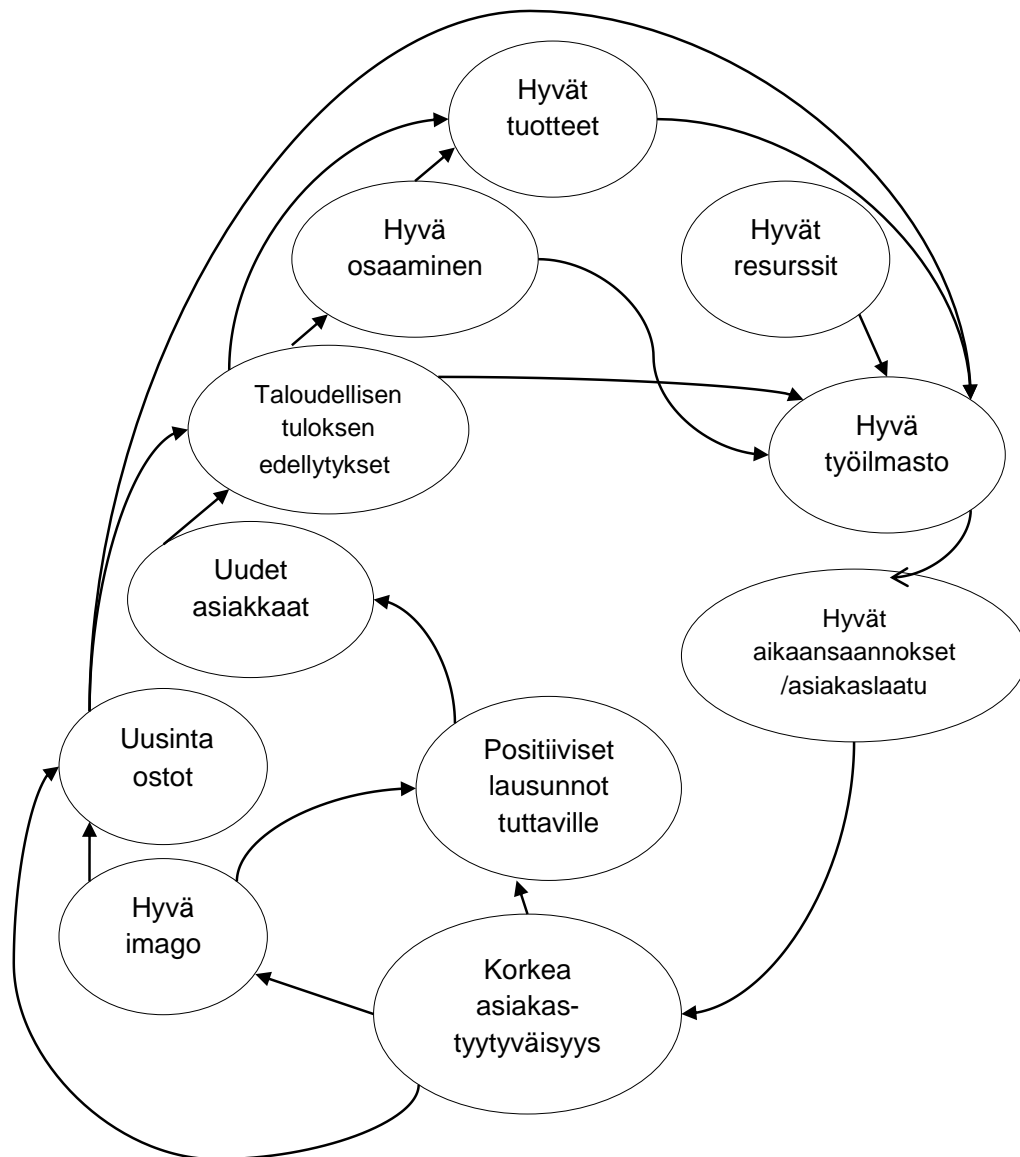 Hyvät
tuotteet
Hyvä
osaaminen
Hyvät
resurssit
Taloudellisen
tuloksen
edellytykset
Hyvä
työilmasto
Uudet
asiakkaat
Hyvät
aikaansaannokset
/asiakaslaatu
Uusinta
ostot
Positiiviset
lausunnot
tuttaville
Hyvä
imago
Korkea
asiakas-
tyytyväisyys